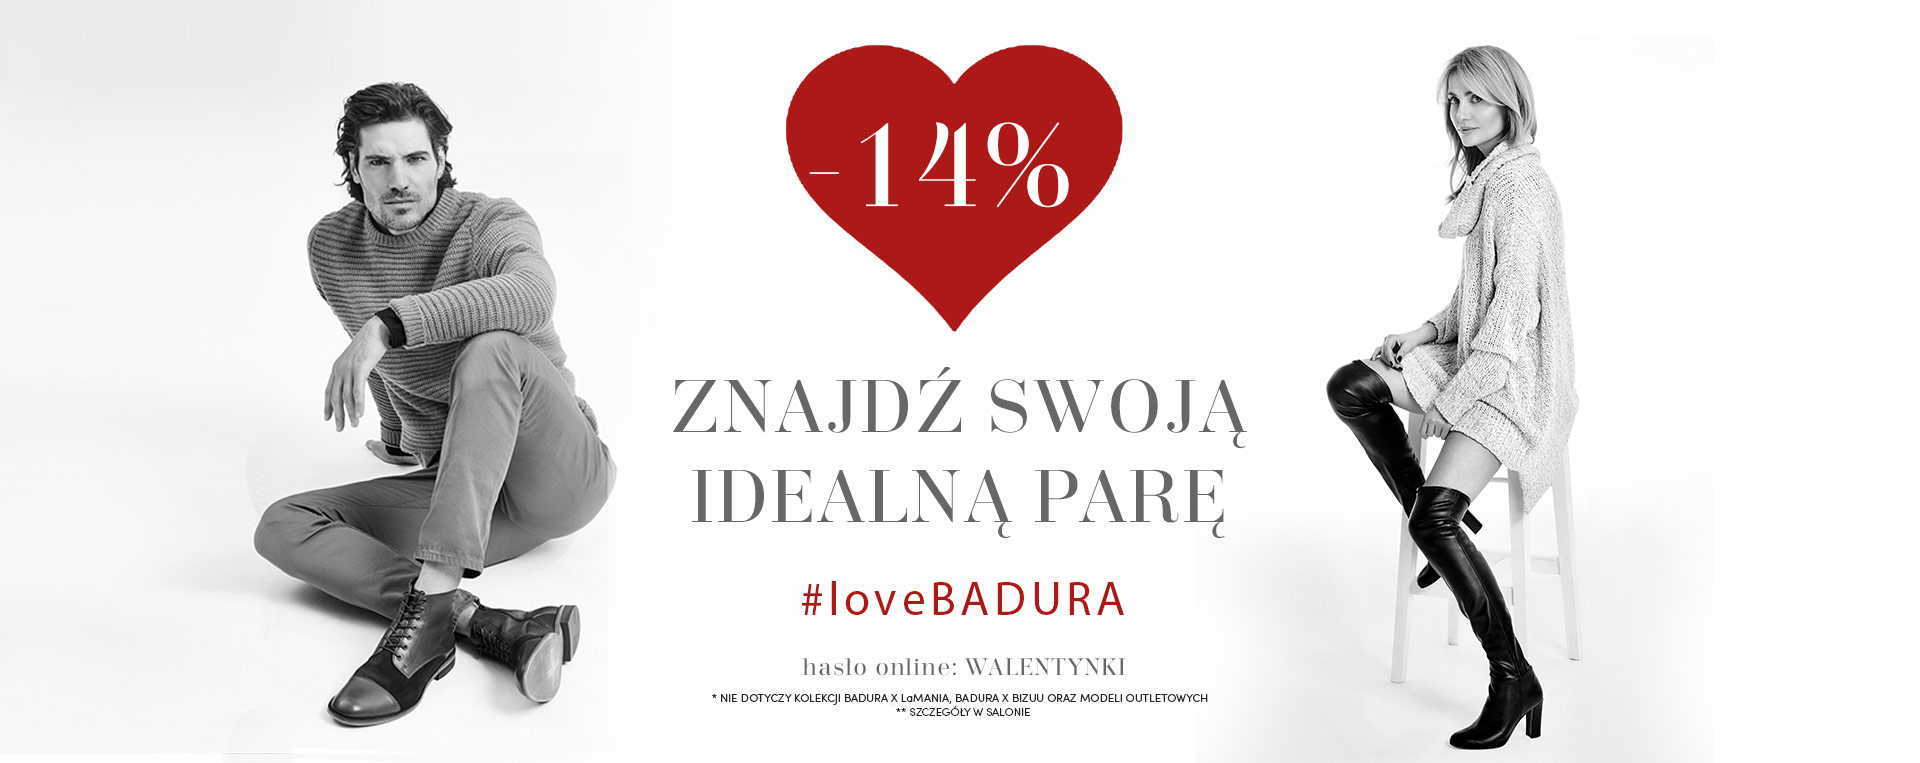 -14%
ZNAJDŹ SWOJĄ
IDEALNĄ PARĘ
#loveBADURA
hasło online: WALENTYNKI
* NIE DOTYCZY KOLEKCJI BADURA X LaMANIA, BADURA X BIZUU ORAZ MODELI OUTLETOWYCH
** SZCZEGÓŁY W SALONIE